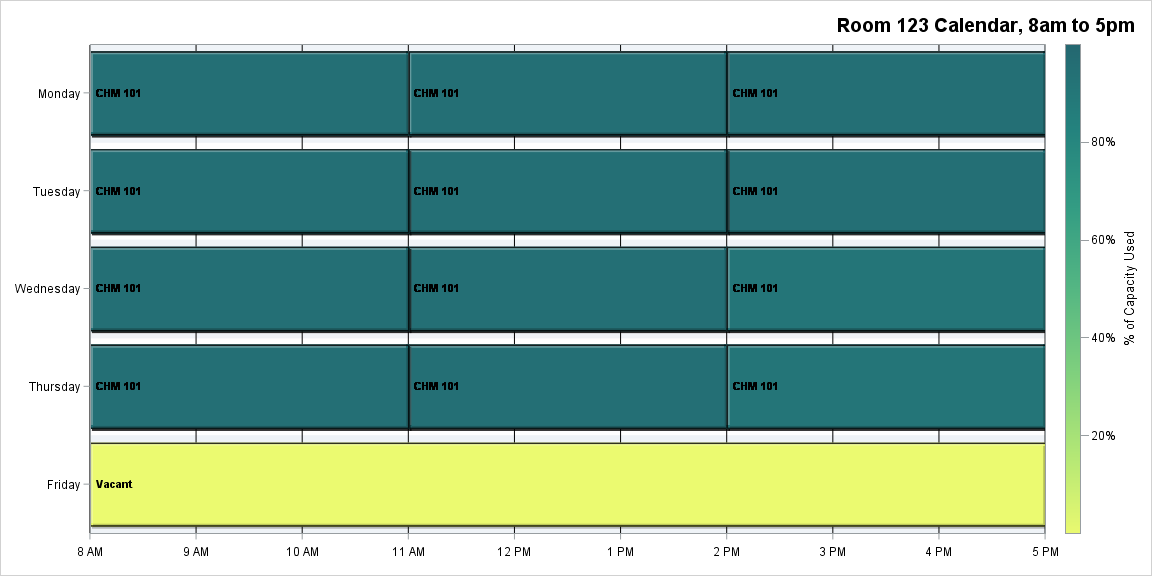 Room 123 Calendar, 8am to 5pm
Monday
CHM 101
CHM 101
CHM 101
Tuesday
CHM 101
CHM 101
CHM 101
Wednesday
CHM 101
CHM 101
CHM 101
Thursday
CHM 101
CHM 101
CHM 101
Friday
Vacant
8 AM
9 AM
10 AM
11 AM
12 PM
1 PM
2 PM
3 PM
4 PM
5 PM
80%
60%
40%
20%
% of Capacity Used